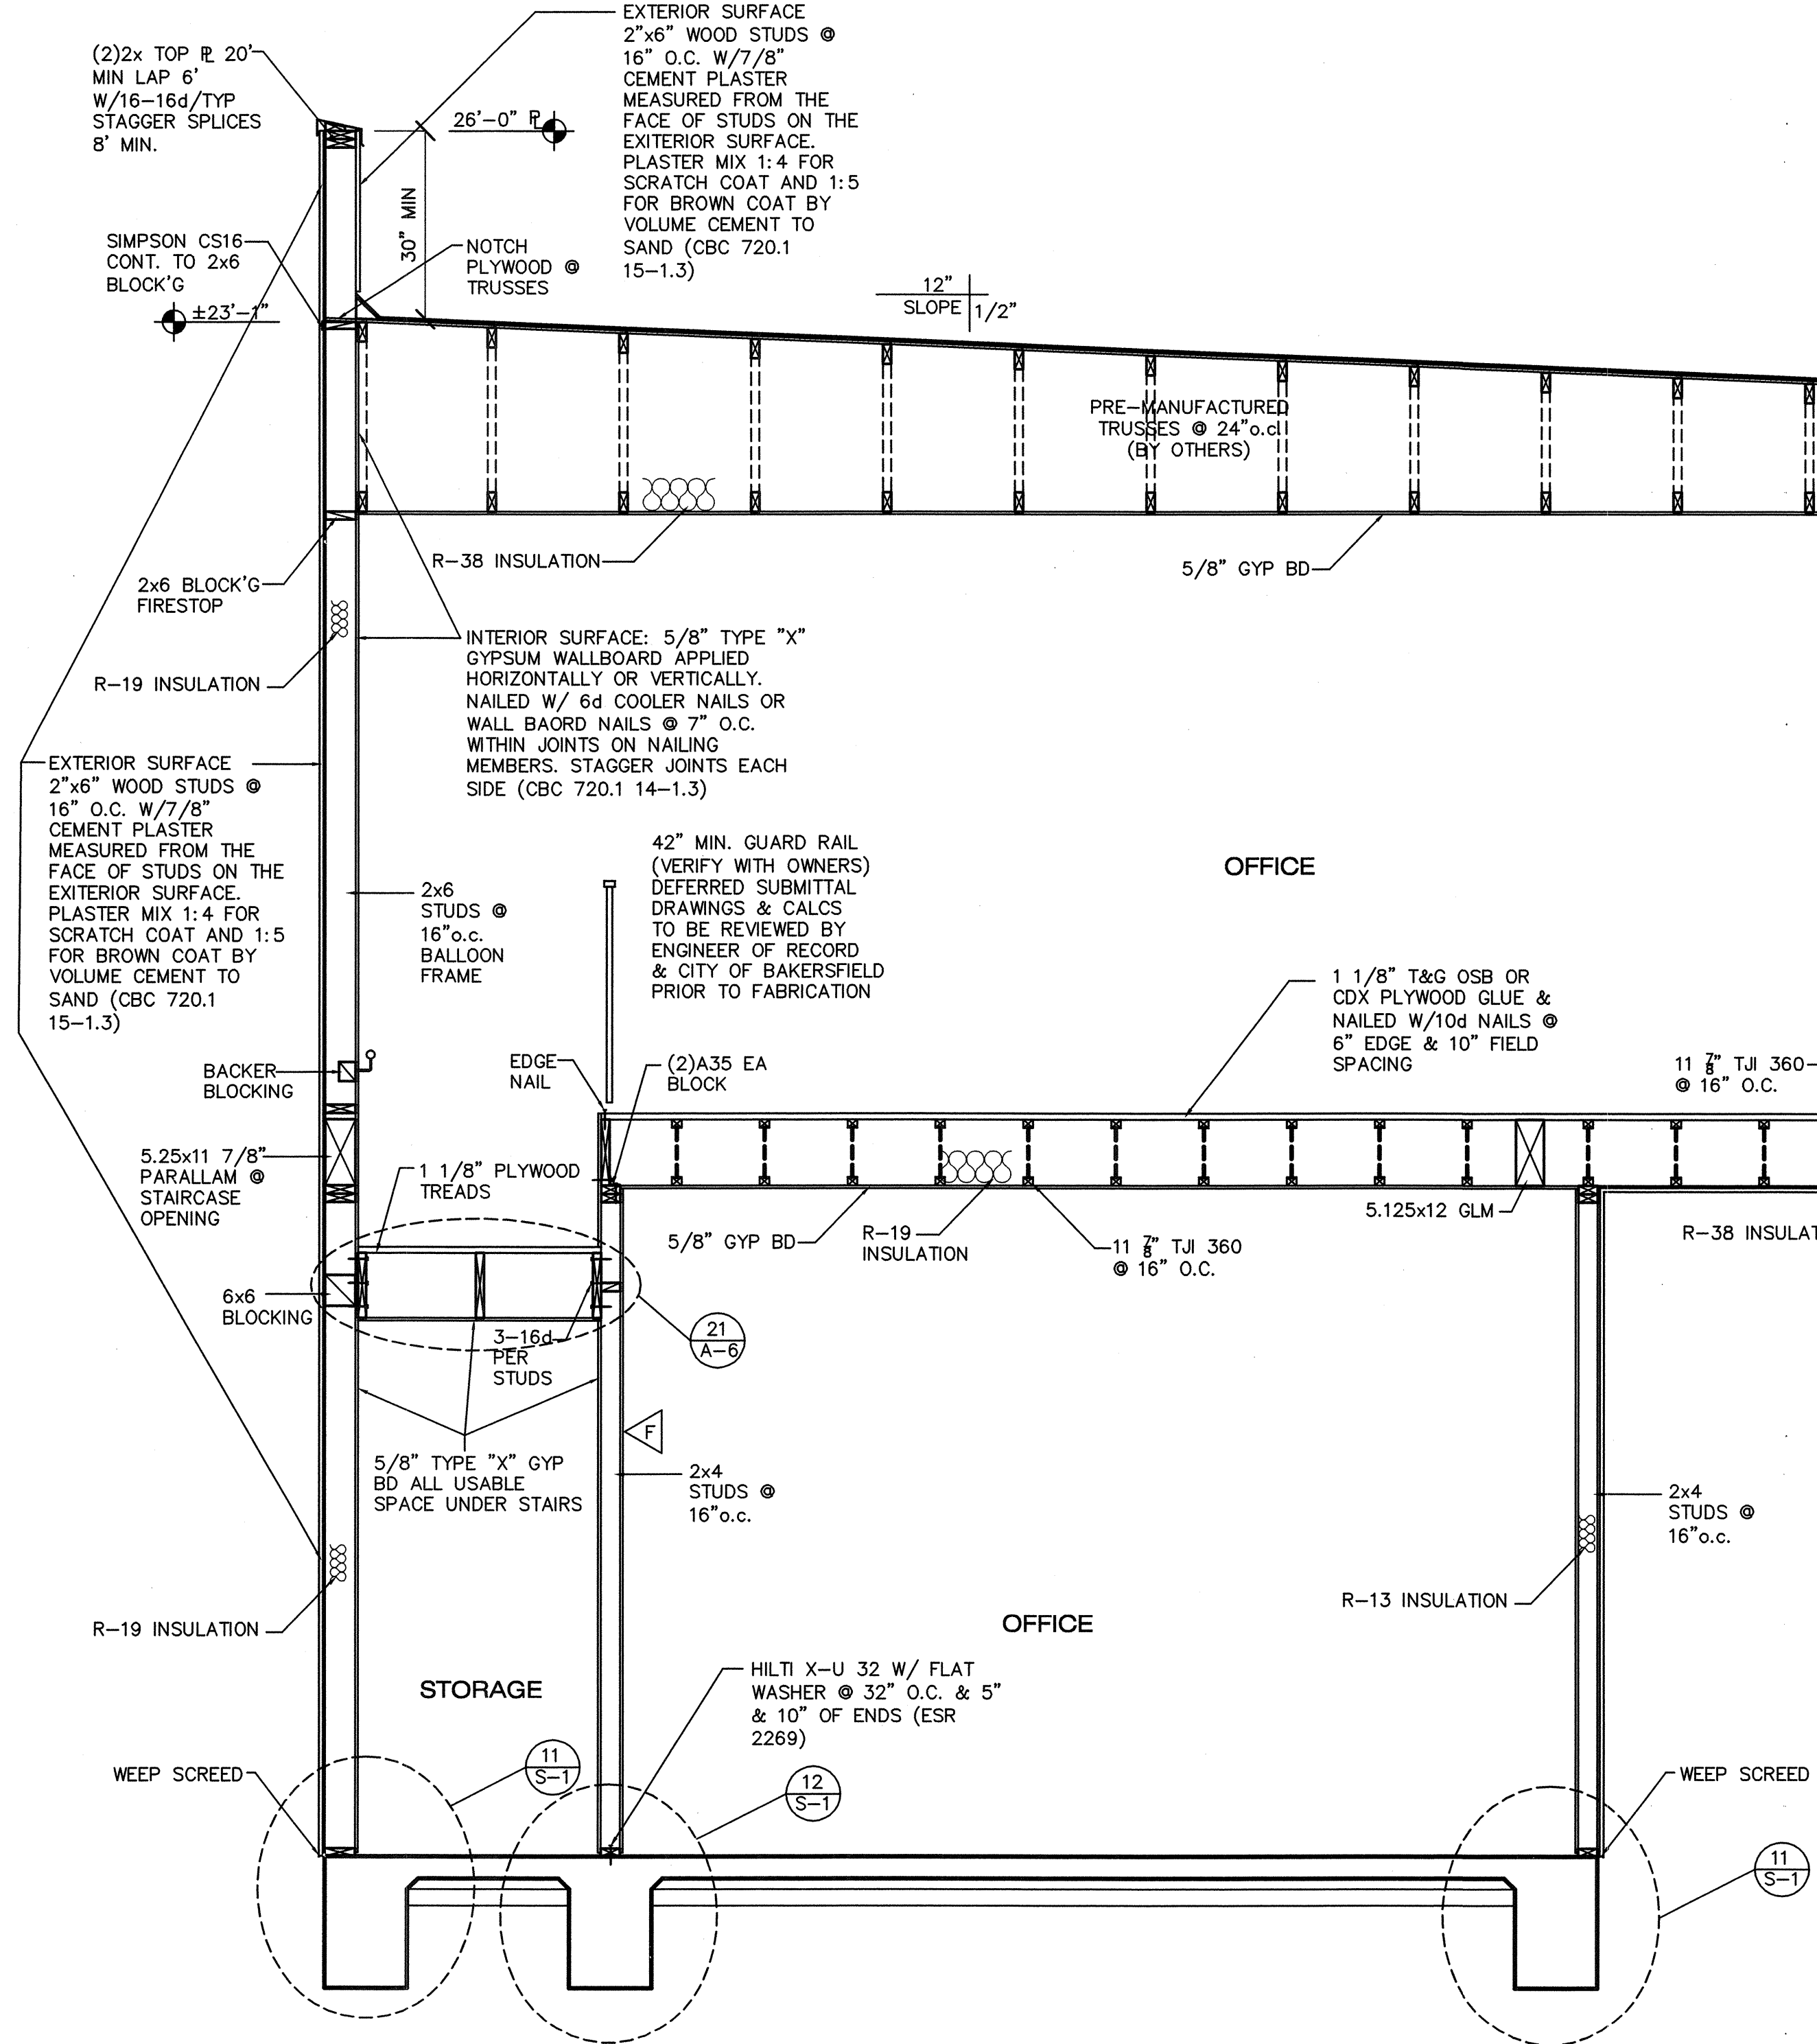 (2)2x TOP ⅊ 20'
MIN LAP 6'
W/16-16d/TYP
STAGGER SPLICES
8' MIN.
EXTERIOR SURFACE
2"x6" WOOD STUDS @
16" O.C. W/7/8"
CEMENT PLASTER
MEASURED FROM THE
FACE OF STUDS ON THE
EXITERIOR SURFACE.
PLASTER MIX 1:4 FOR
SCRATCH COAT AND 1:5
FOR BROWN COAT BY
VOLUME CEMENT TO
SAND (CBC 720.1
15-1.3)
26'-0" ⅊
30" MIN
SIMPSON CS16
CONT. TO 2x6
BLOCK'G
±23'-1"
NOTCH
PLYWOOD @
TRUSSES
12"
SLOPE 1/2"
PRE-MANUFACTURED
TRUSSES @ 24"o.c.
(BY OTHERS)
R-38 INSULATION
5/8" GYP BD
2x6 BLOCK'G
FIRESTOP
R-19 INSULATION
INTERIOR SURFACE: 5/8" TYPE "X"
GYPSUM WALLBOARD APPLIED
HORIZONTALLY OR VERTICALLY.
NAILED W/ 6d COOLER NAILS OR
WALL BAORD NAILS @ 7" O.C.
WITHIN JOINTS ON NAILING
MEMBERS. STAGGER JOINTS EACH
SIDE (CBC 720.1 14-1.3)
EXTERIOR SURFACE
2"x6" WOOD STUDS @
16" O.C. W/7/8"
CEMENT PLASTER
MEASURED FROM THE
FACE OF STUDS ON THE
EXITERIOR SURFACE.
PLASTER MIX 1:4 FOR
SCRATCH COAT AND 1:5
FOR BROWN COAT BY
VOLUME CEMENT TO
SAND (CBC 720.1
15-1.3)
2x6
STUDS @
16"o.c.
BALLOON
FRAME
42" MIN. GUARD RAIL
(VERIFY WITH OWNERS)
DEFERRED SUBMITTAL
DRAWINGS & CALCS
TO BE REVIEWED BY
ENGINEER OF RECORD
& CITY OF BAKERSFIELD
PRIOR TO FABRICATION
OFFICE
1 1/8" T&G OSB OR
CDX PLYWOOD GLUE &
NAILED W/10d NAILS @
6" EDGE & 10" FIELD
SPACING
11 7/8" TJI 360
@ 16" O.C.
BACKER
BLOCKING
EDGE
NAIL
(2)A35 EA
BLOCK
5.25x11 7/8"
PARALLAM @
STAIRCASE
OPENING
1 1/8" PLYWOOD
TREADS
5/8" GYP BD
R-19
INSULATION
11 7/8" TJI 360
@ 16" O.C.
5.125x12 GLM
R-38 INSULAT
6x6
BLOCKING
3-16d
PER
STUDS
21
A-6
F
5/8" TYPE "X" GYP
BD ALL USABLE
SPACE UNDER STAIRS
2x4
STUDS @
16"o.c.
2x4
STUDS @
16"o.c.
R-13 INSULATION
R-19 INSULATION
OFFICE
STORAGE
HILTI X-U 32 W/ FLAT
WASHER @ 32" O.C. & 5"
& 10" OF ENDS (ESR
2269)
WEEP SCREED
11
S-1
12
S-1
WEEP SCREED
11
S-1